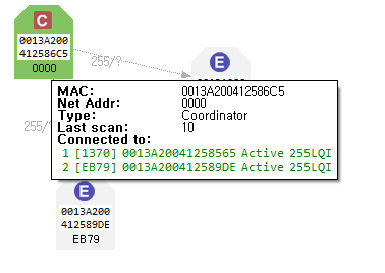 C
0013A200
412586C5
0000
255/?
E
MAC: 0013A200412586C5
Net Addr: 0000
Type: Coordinator
Last scan: 10
Connected to:
1 [1370] 0013A20041258565 Active 255LQI
2 [EB79] 0013A200412589DE Active 255LQI
255/
E
0013A200
412589DE
EB79